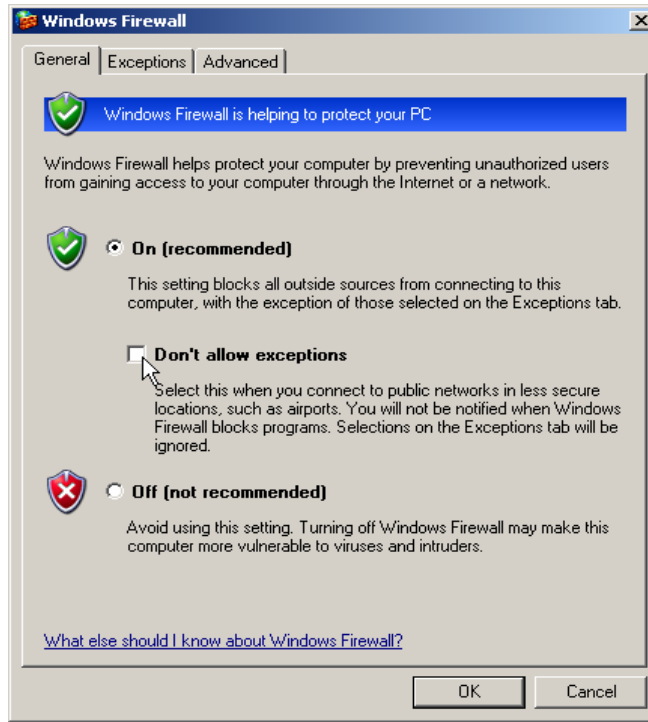 Windows Firewall
General Exceptions Advanced
Windows Firewall is helping to protect your PC
Windows Firewall helps protect your computer by preventing unauthorized users
from gaining access to your computer through the Internet or a network.
On (recommended)
This setting blocks all outside sources from connecting to this
computer, with the exception of those selected on the Exceptions tab.
Don't allow exceptions
Select this when you connect to public networks in less secure
locations, such as airports. You will not be notified when Windows
Firewall blocks programs. Selections on the Exceptions tab will be
ignored.
Off (not recommended)
Avoid using this setting. Turning off Windows Firewall may make this
computer more vulnerable to viruses and intruders.
What else should I know about Windows Firewall?
OK Cancel